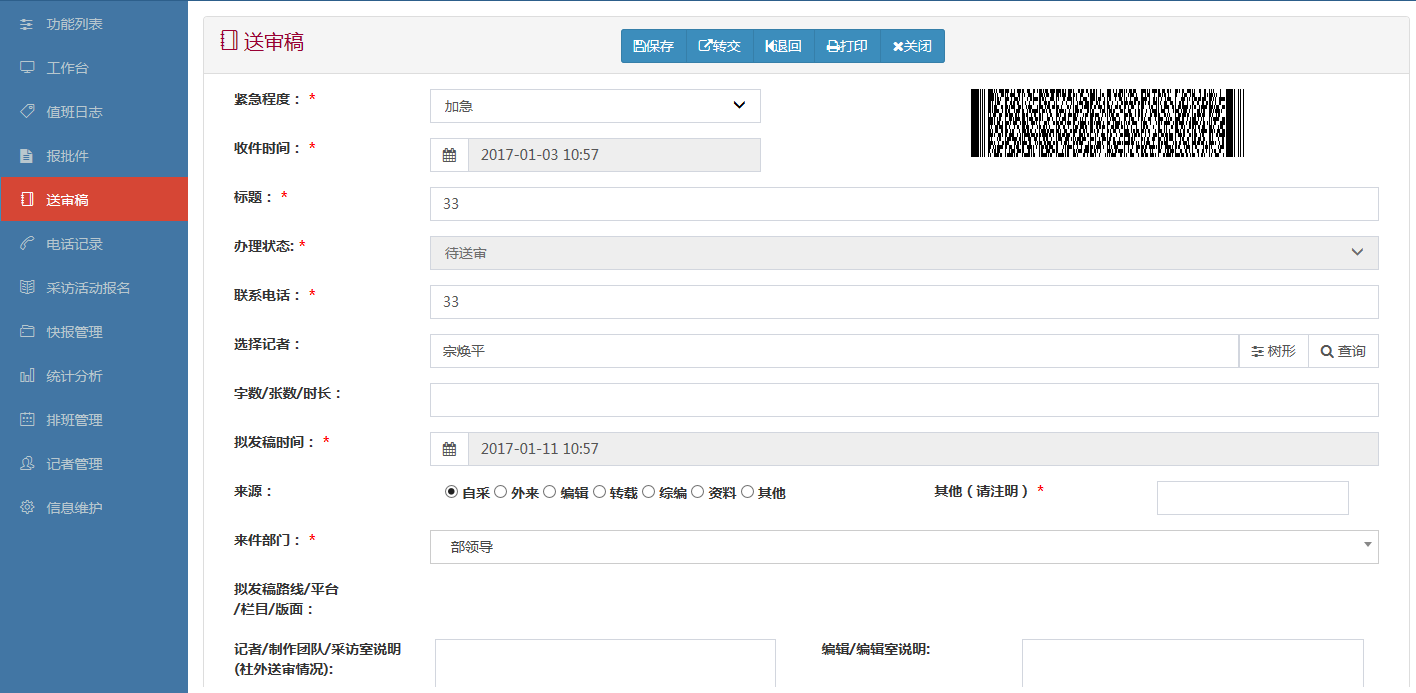 功能列表
工作台
值班日志
报批件
送审稿
电话记录
采访活动报名
快报管理
统计分析
排班管理
记者管理
信息维护
送审稿
保存 转交 退回 打印 关闭
紧急程度： * 加急
收件时间： * 2017-01-03 10:57
标题： * 33
办理状态: * 待送审
联系电话： * 33
选择记者： 宗焕平 树形 查询
字数/张数/时长：
拟发稿时间： * 2017-01-11 10:57
来源： 自采 外来 编辑 转载 综编 资料 其他 其他（请注明） *
来件部门： * 部领导
拟发稿路线/平台
/栏目/版面：
记者/制作团队/采访室说明 编辑/编辑室说明:
(社外送审情况):